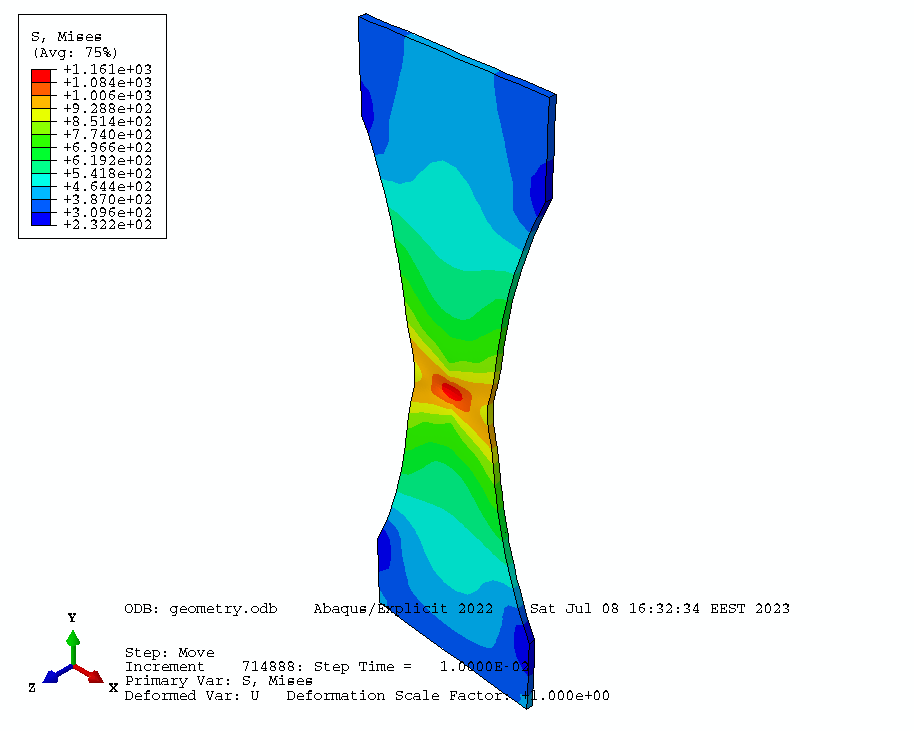 S, Mises
(Avg: 75%)
+1.161e+03
+1.084e+03
+1.006e+03
+9.288e+02
+8.514e+02
+7.740e+02
+6.966e+02
+6.192e+02
+5.418e+02
+4.644e+02
+3.870e+02
+3.096e+02
+2.322e+02
ODB: geometry.odb Abaqus/Explicit 2022 Sat Jul 08 16:32:34 EEST 2023
Y
Z
X
Step: Move
Increment 714888: Step Time = 1.0000E-02
Primary Var: S, Mises
Deformed Var: U Deformation Scale Factor: +1.000e+00